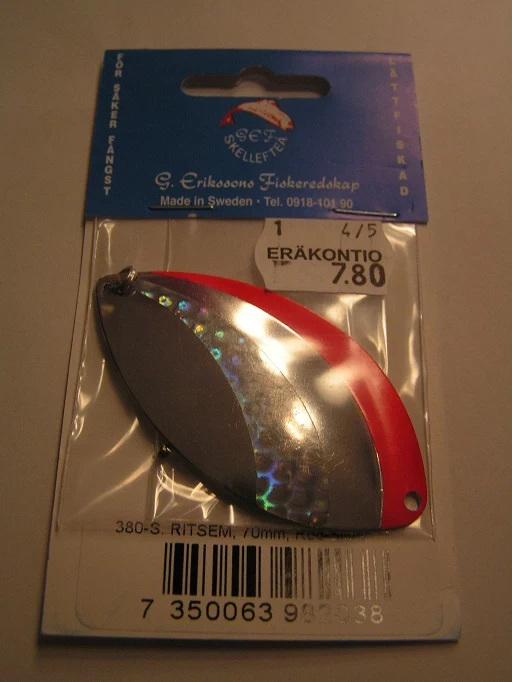 FÖR SÄKER FÅNGST
LÄTTFISKAD
GEF
SKELLEFTEÅ
G. Erikssons Fiskeredskap
Made in Sweden • Tel. 0918-101 90
1 4/5
ERÄKONTIO
7.80
380-S. RITSEM, 70mm,
7 350063 982038